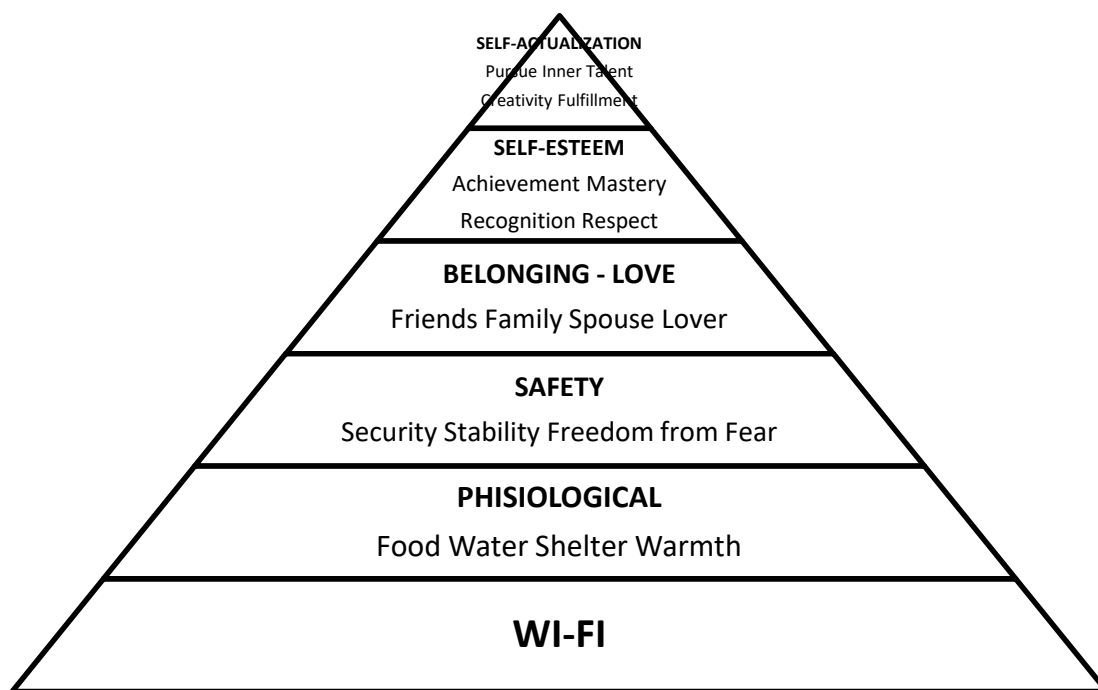 SELF-ACTUALIZATION
Pursue Inner Talent
Creativity Fulfillment
SELF-ESTEEM
Achievement Mastery
Recognition Respect
BELONGING - LOVE
Friends Family Spouse Lover
SAFETY
Security Stability Freedom from Fear
PHISIOLOGICAL
Food Water Shelter Warmth
WI-FI